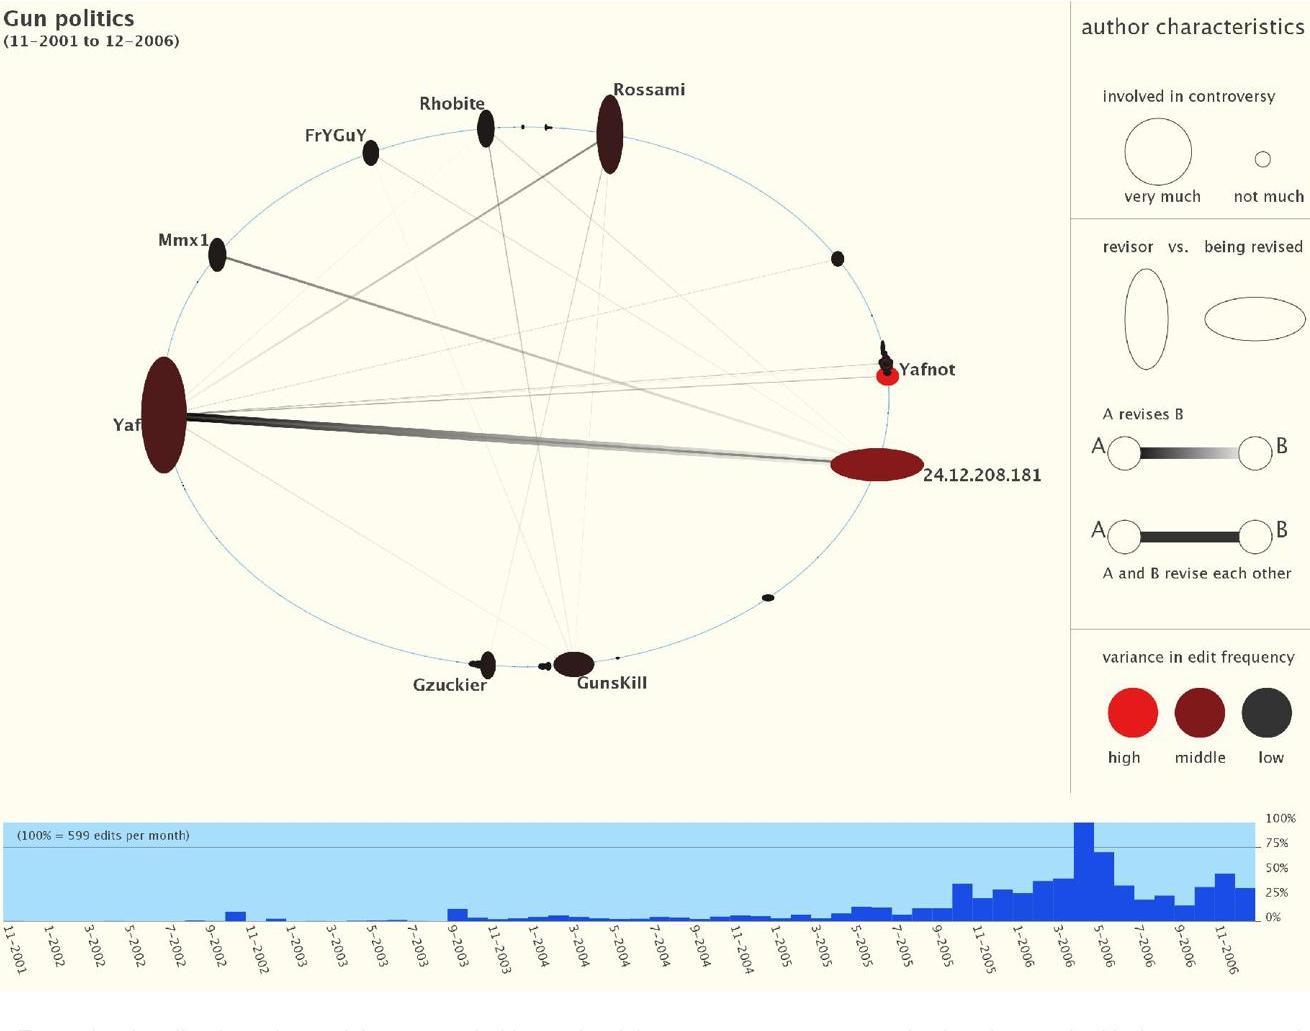 Gun politics
(11-2001 to 12-2006)
Rossami
Rhobite
FrYGuY
Mmx1
Yafnot
Yaf
24.12.208.181
Gzuckier
GunsKill
author characteristics
involved in controversy
very much not much
revisor vs. being revised
A revises B
A B
A B
A and B revise each other
variance in edit frequency
high middle low
(100% = 599 edits per month)
100%
75%
50%
25%
0%
11-2001 1-2002 3-2002 5-2002 7-2002 9-2002 11-2002 1-2003 3-2003 5-2003 7-2003 9-2003 11-2003 1-2004 3-2004 5-2004 7-2004 9-2004 11-2004 1-2005 3-2005 5-2005 7-2005 9-2005 11-2005 1-2006 3-2006 5-2006 7-2006 9-2006 11-2006